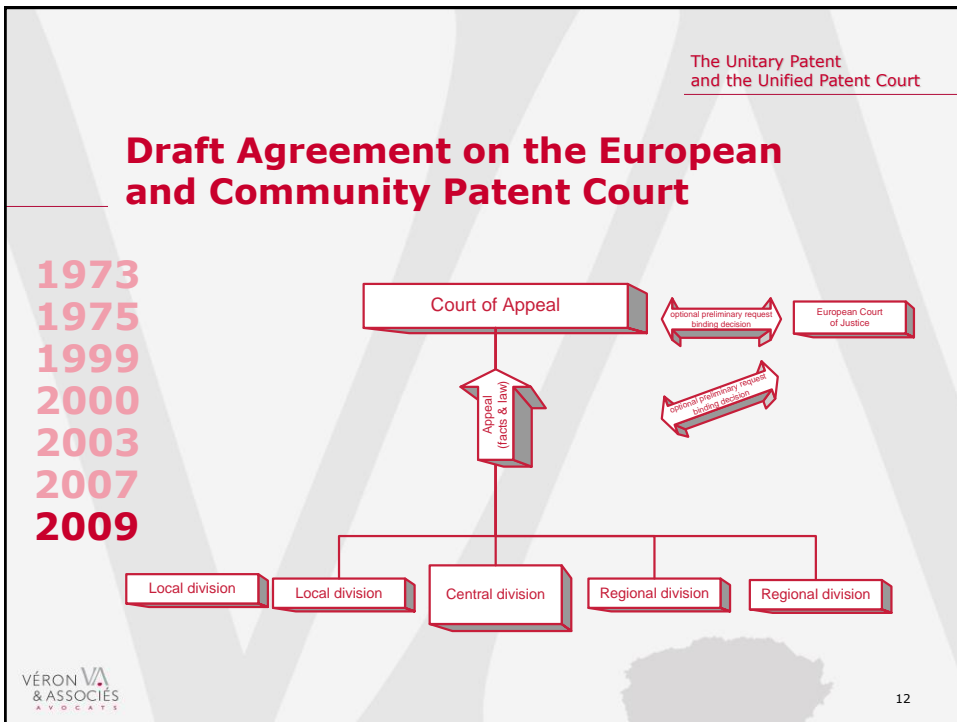 The Unitary Patent
and the Unified Patent Court
Draft Agreement on the European
and Community Patent Court
1973
1975
1999
2000
2003
2007
2009
Court of Appeal
optional preliminary request
binding decision
European Court
of Justice
optional preliminary request
binding decision
Appeal
(facts & law)
Local division
Local division
Central division
Regional division
Regional division
VÉRON VA
& ASSOCIÉS
AVOCATS
12